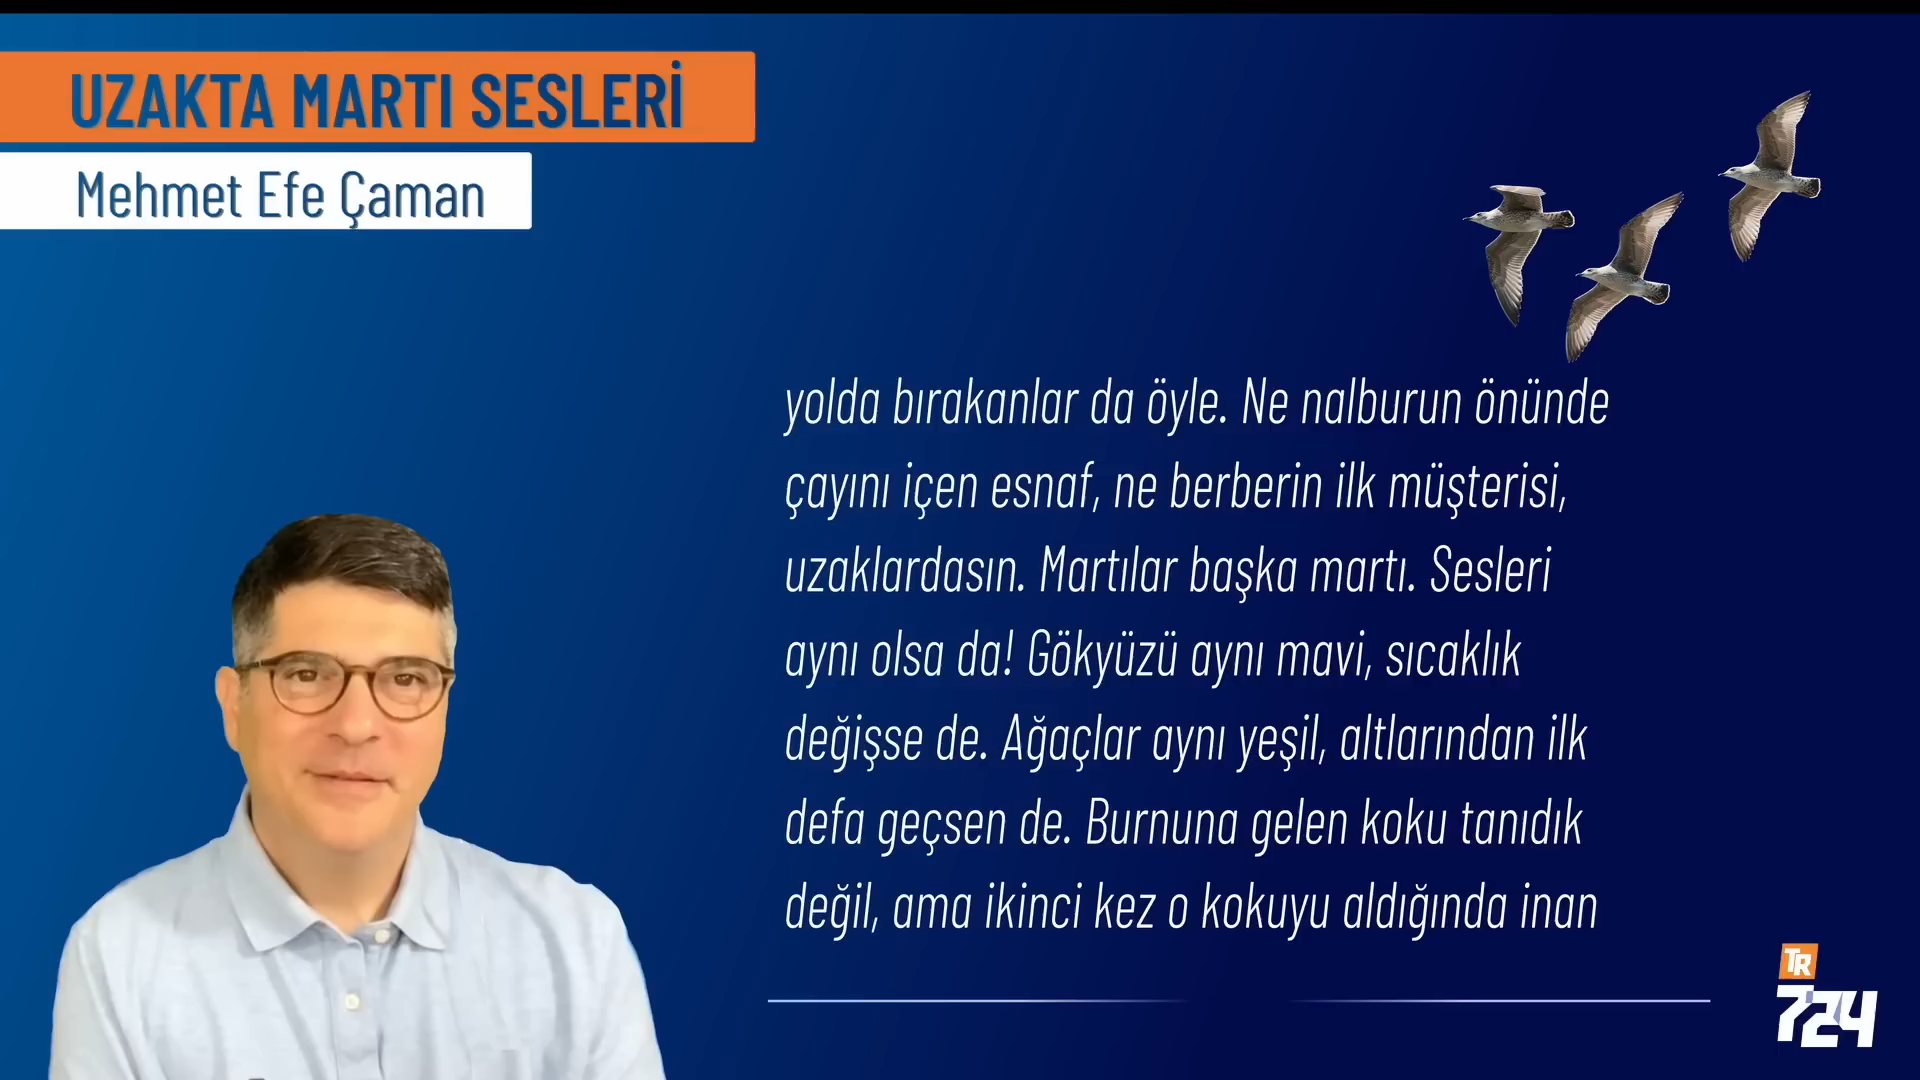 UZAKTA MARTI SESLERİ
Mehmet Efe Çaman
yolda bırakanlar da öyle. Ne nalburun önünde
çayını içen esnaf, ne berberin ilk müşterisi,
uzaklardasın. Martılar başka martı. Sesleri
aynı olsa da! Gökyüzü aynı mavi, sıcaklık
değişse de. Ağaçlar aynı yeşil, altlarından ilk
defa geçsen de. Burnuna gelen koku tanıdık
değil, ama ikinci kez o kokuyu aldığında inan
TR
724